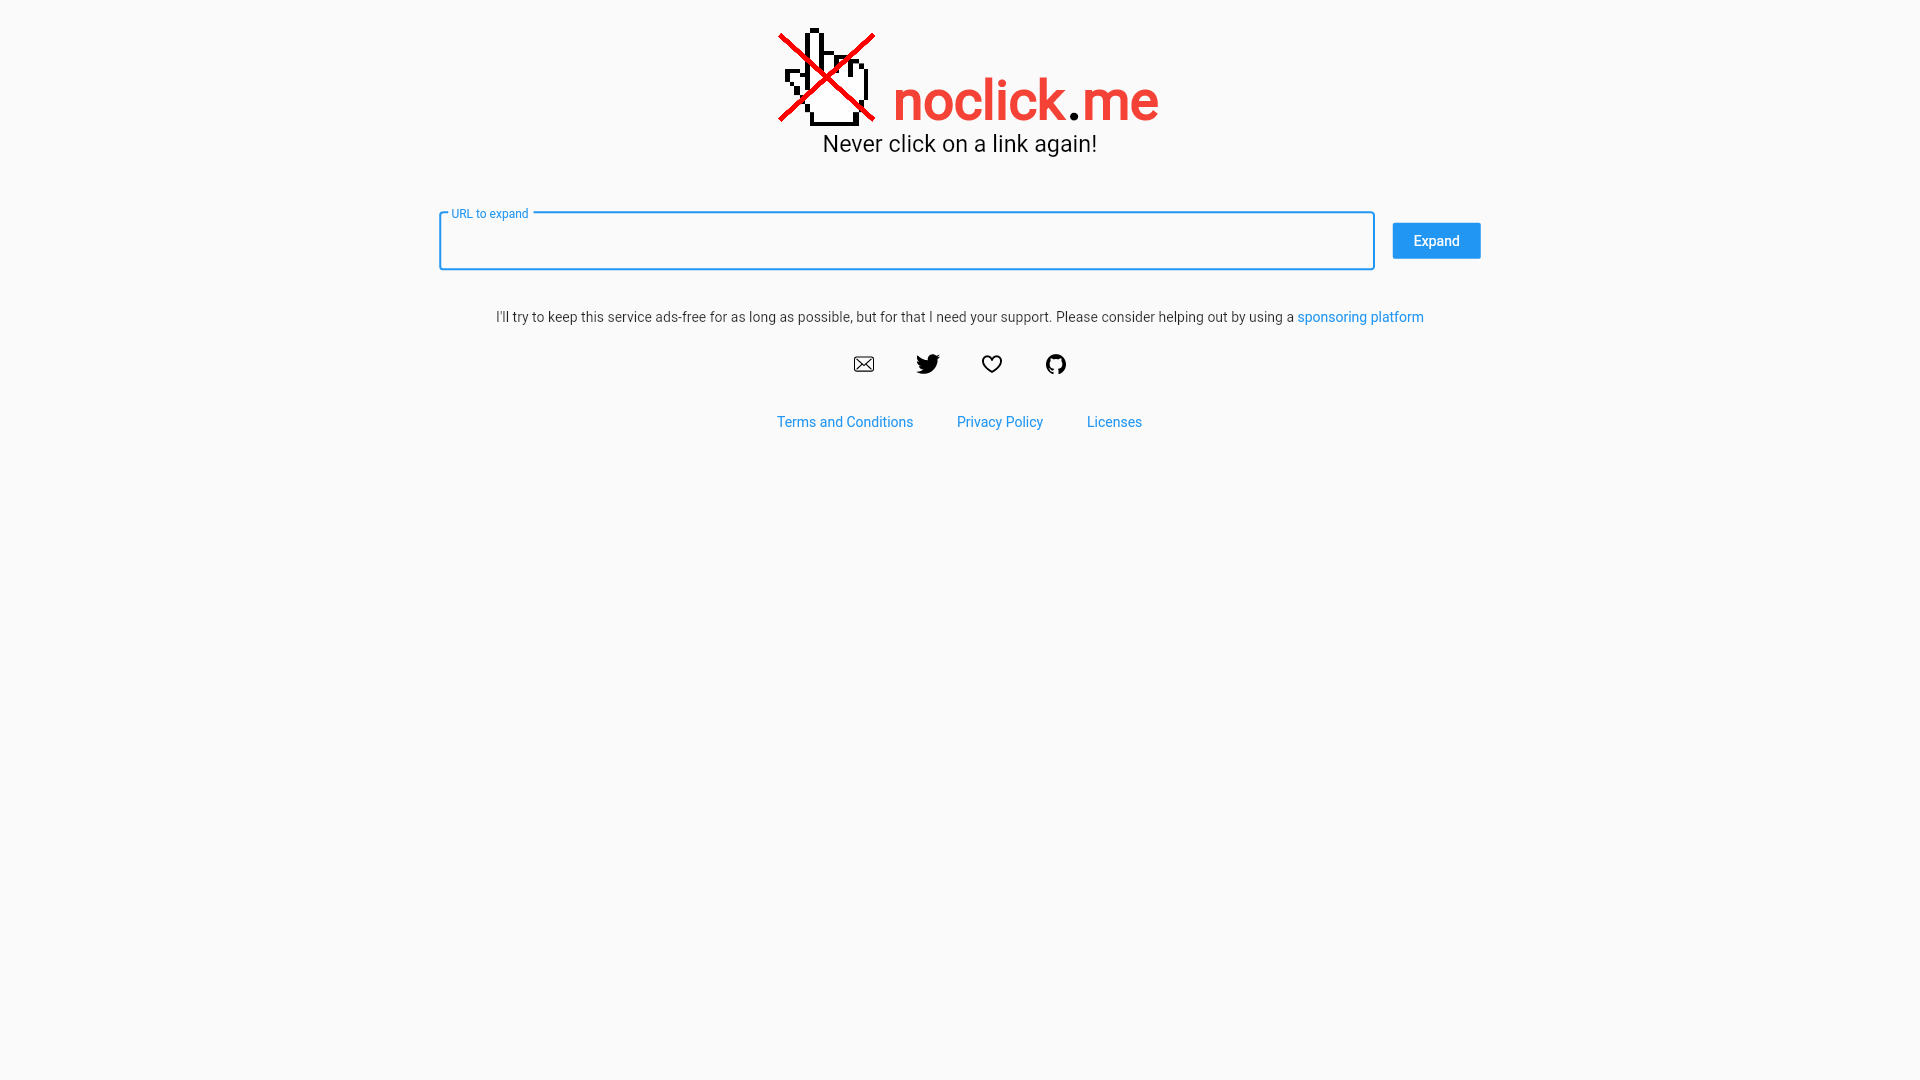 noclick.me
Never click on a link again!
URL to expand
Expand
I'll try to keep this service ads-free for as long as possible, but for that I need your support. Please consider helping out by using a sponsoring platform
Terms and Conditions
Privacy Policy
Licenses